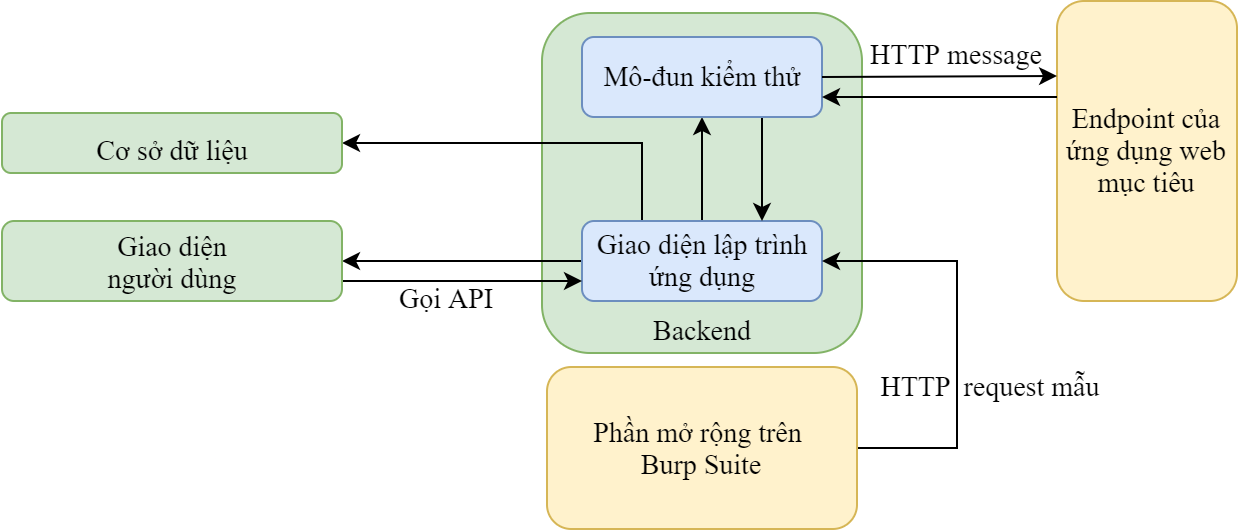 Mô-đun kiểm thử
HTTP message
Endpoint của
ứng dụng web
mục tiêu
Cơ sở dữ liệu
Giao diện
người dùng
Gọi API
Giao diện lập trình
ứng dụng
Backend
HTTP request mẫu
Phần mở rộng trên
Burp Suite